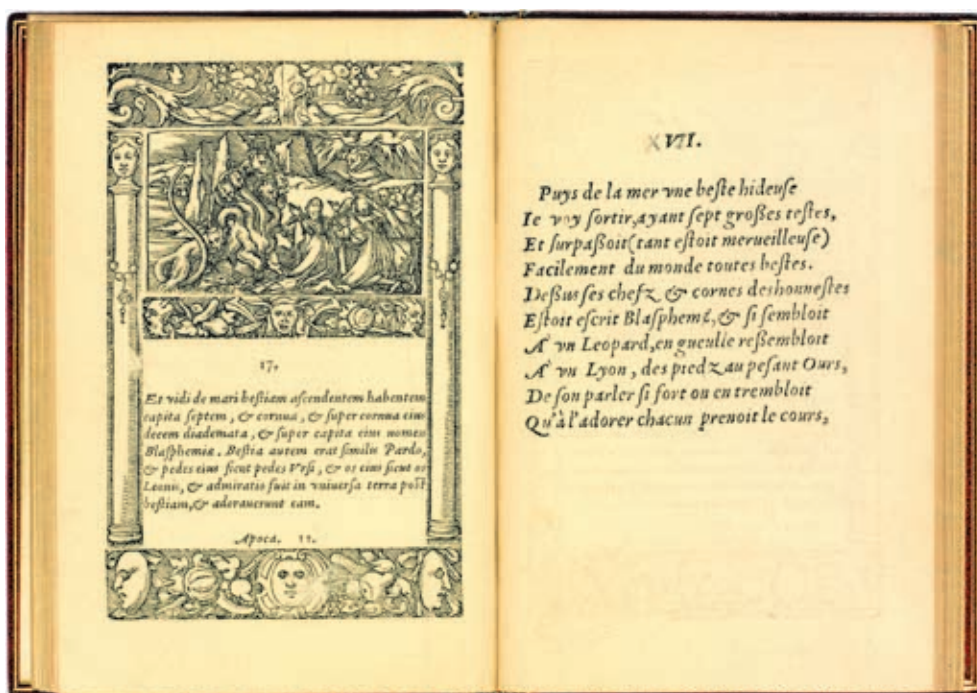 17.
Et vidi de mari bestiam ascendentem habentem
capita septem, & cornua, & super cornua eius
decem diademata, & super capita eius nomen
Blasphemiæ. Bestia autem erat similis Pardo,
& pedes eius sicut pedes Vrsi, & os eius sicut os
Leonis, & admiratio fuit in vniuersa terra post
bestiam, & adorauerunt eam.
Apoca. 11.
XVII.
Puys de la mer vne beſte hideuſe
Ie voy ſortir, ayant ſept große teſtes,
Et ſurpaßoit (tant eſtoit merueilleuſe)
Facilement du monde toutes beſtes.
Deßus ſes chefz & cornes deshonneſtes
Eſtoit eſcrit Blaſphemé, & ſi ſembloit
A' vn Leopard, en gueulle reßembloit
A' vn Lyon, des piedz au peſant Ours,
De ſon parler ſi fort ou en trembloit
Qu'à l'adorer chacun prenoit le cours,